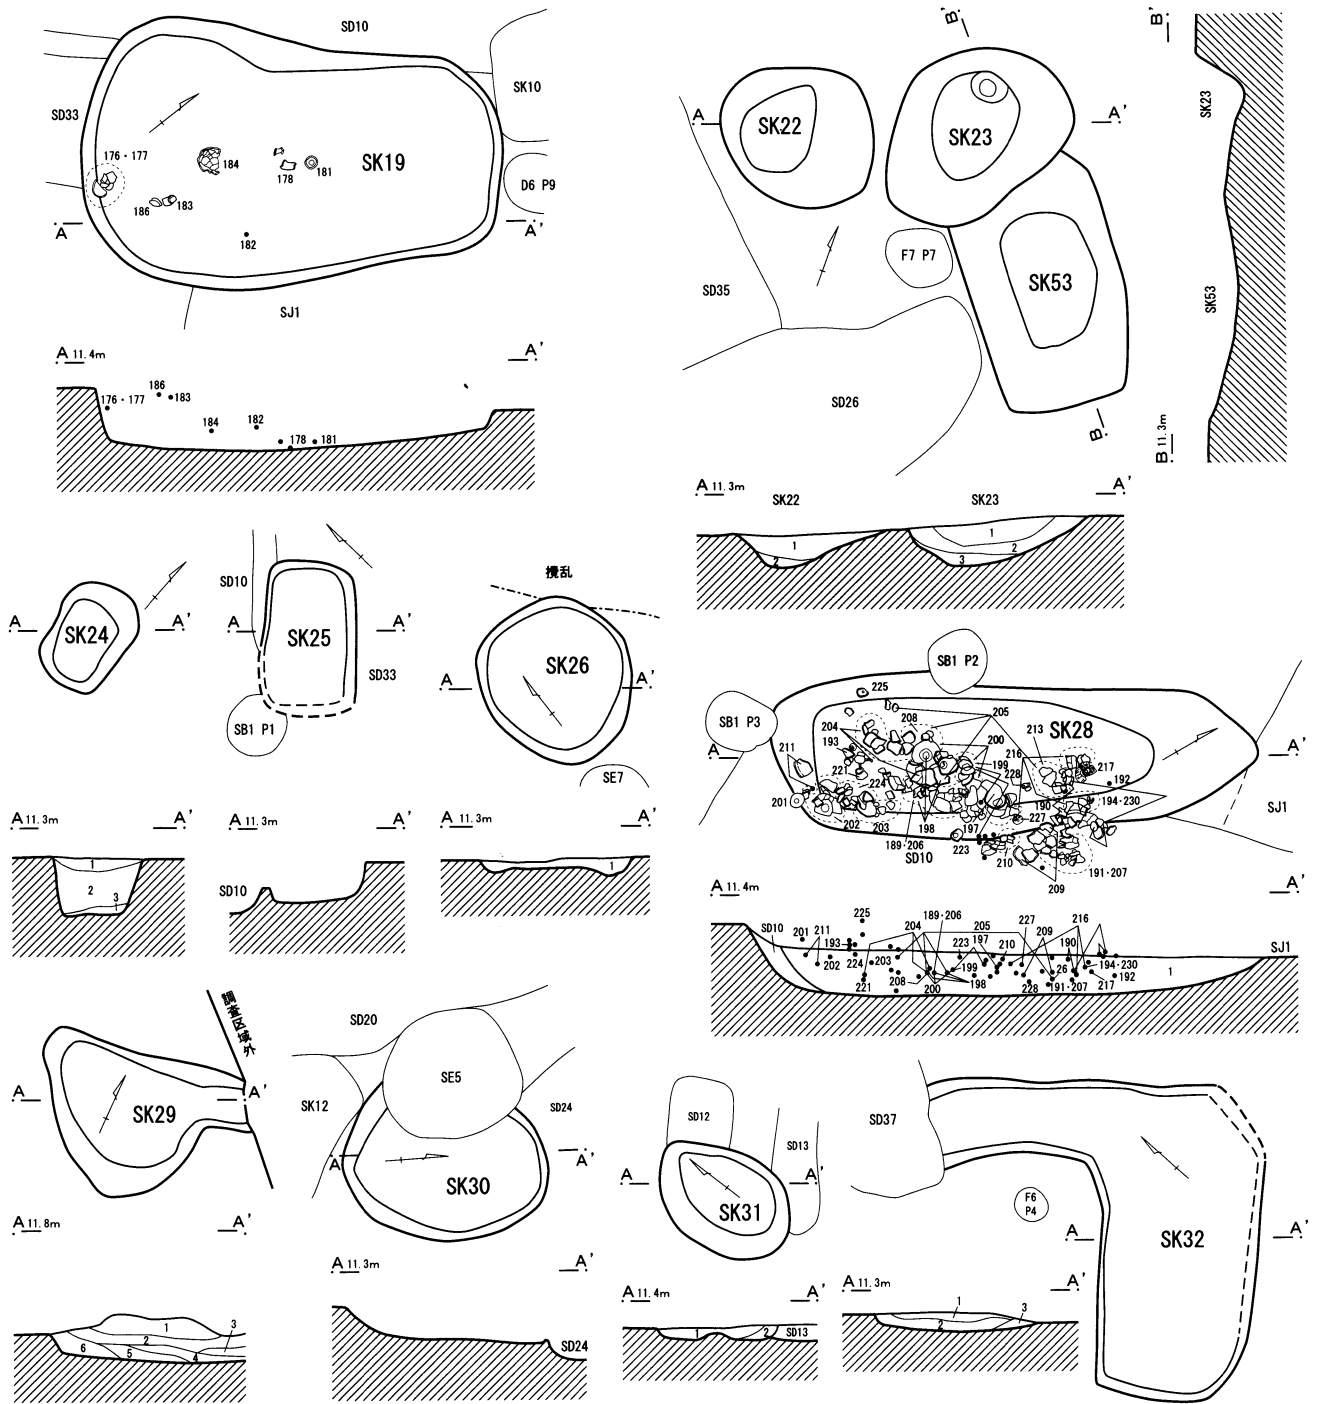 SD10
SK10
SD33
176・177
184
178
181
SK19
D6 P9
186
183
182
A
A'
SJ1
A 11.4m
A'
186
176・177
183
184
182
178
181
B'
B'
A
SK22
SK23
A'
SK23
F7 P7
SD35
SK53
SK53
SD26
B
B 11.3m
A 11.3m
A'
SK22
SK23
1
2
1
2
3
SD10
攪乱
A
SK24
A'
A
SK25
A'
SK26
A
A'
SD33
SB1 P1
SE7
A 11.3m
A'
A 11.3m
A'
A 11.3m
A'
1
2
3
SD10
1
SB1 P2
225
SB1 P3
204
208
205
213
SK28
A
193
200
216
A'
211
199
217
221
228
192
224
201
190
194・230
202
203
198
197
227
SJ1
189・206
223
210
SD10
191・207
209
A 11.4m
A'
225
189・206
SD10
201
211
204
205
227
216
193
223
197
210
209
190
SJ1
202
224
203
199
26
194・230
1
221
208
200
198
228
191・207
217
192
調査区域外
SD20
SE5
A
SK29
A'
SK12
SD24
A
A'
SK30
A 11.8m
A'
A 11.3m
A'
1
2
3
4
5
6
SD24
SD12
SD13
A
A'
SK31
A 11.4m
A'
1
2
SD13
SD37
F6
P4
A
SK32
A'
A 11.3m
A'
1
2
3